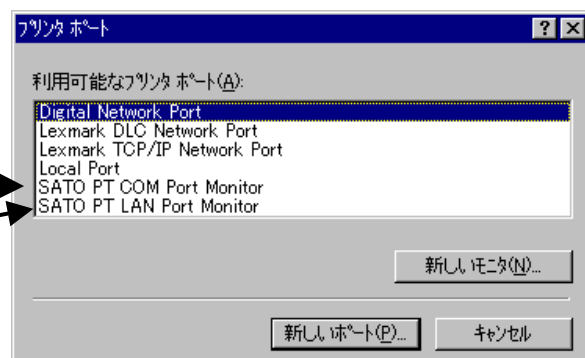 プリンタ ポート
利用可能なプリンタ ポート(A):
Digital Network Port
Lexmark DLC Network Port
Lexmark TCP/IP Network Port
Local Port
SATO PT COM Port Monitor
SATO PT LAN Port Monitor
新しいモニタ(N)...
新しいポート(P)...
キャンセル